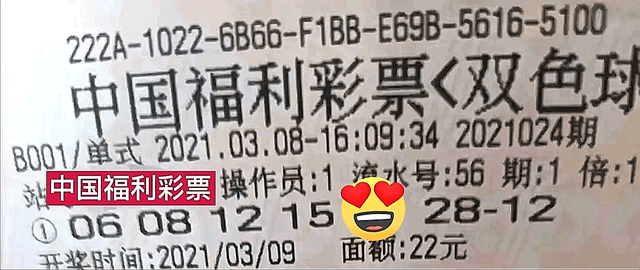 222A-1022-6B66-F1BB-E69B-5616-5100
中国福利彩票<双色球
B001/单式 2021.03.08-16:09:34 2021024期
站 中国福利彩票 操作员:1 流水号:56 期:1 倍:1
① 06 08 12 15 28-12
开奖时间:2021/03/09 面额:22元